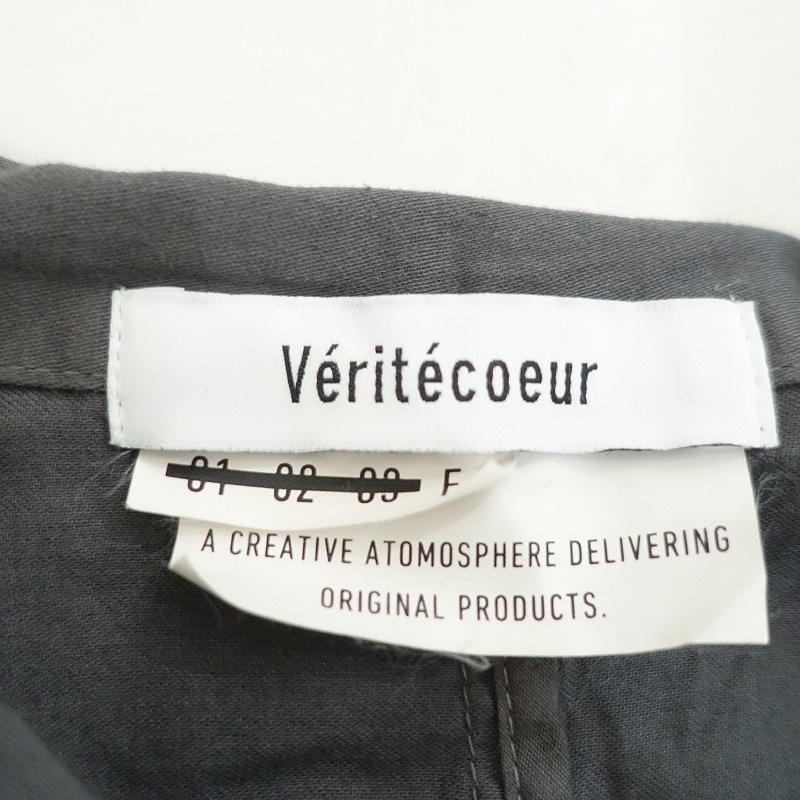 Véritécoeur
01 02 03 F
A CREATIVE ATOMOSPHERE DELIVERING
ORIGINAL PRODUCTS.